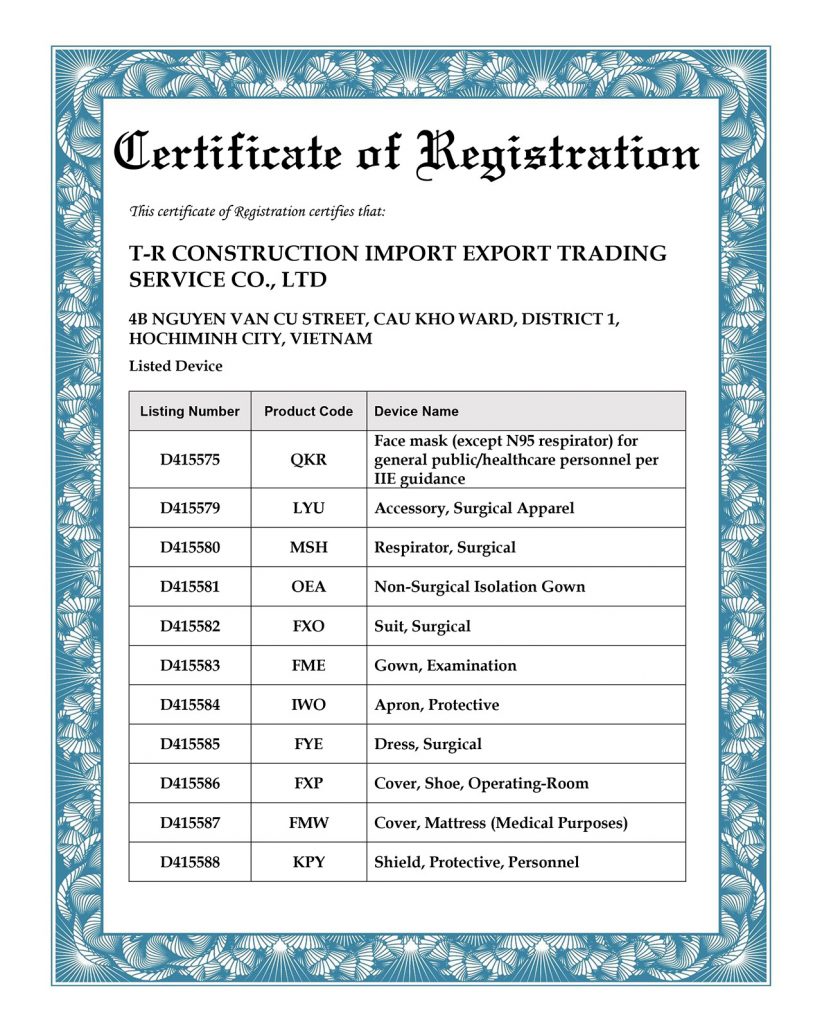 Certificate of Registration
This certificate of Registration certifies that:
T-R CONSTRUCTION IMPORT EXPORT TRADING
SERVICE CO., LTD
4B NGUYEN VAN CU STREET, CAU KHO WARD, DISTRICT 1,
HOCHIMINH CITY, VIETNAM
Listed Device
Listing Number Product Code Device Name
D415575 QKR Face mask (except N95 respirator) for
general public/healthcare personnel per
IIE guidance
D415579 LYU Accessory, Surgical Apparel
D415580 MSH Respirator, Surgical
D415581 OEA Non-Surgical Isolation Gown
D415582 FXO Suit, Surgical
D415583 FME Gown, Examination
D415584 IWO Apron, Protective
D415585 FYE Dress, Surgical
D415586 FXP Cover, Shoe, Operating-Room
D415587 FMW Cover, Mattress (Medical Purposes)
D415588 KPY Shield, Protective, Personnel